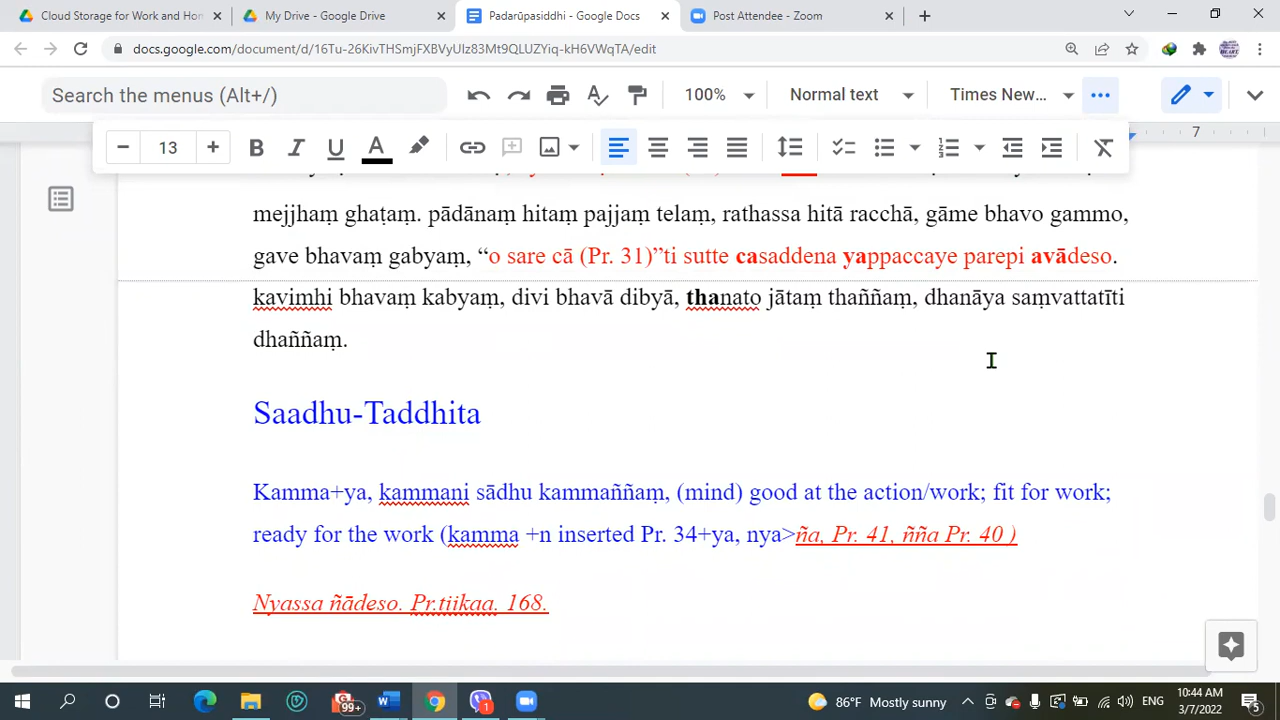 Cloud Storage for Work and Ho
My Drive - Google Drive
Padarūpasiddhi - Google Docs
Post Attendee - Zoom
docs.google.com/document/d/16Tu-26KivTHSmjFXBVyUIz83Mt9QLUZYiq-kH6VWqTA/edit
Search the menus (Alt+/)
100%
Normal text
Times New...
13
B
I
U
A
7
mejjhaṃ ghaṭaṃ. pādānaṃ hitaṃ pajjaṃ telaṃ, rathassa hitā racchā, gāme bhavo gammo,
gave bhavaṃ gabyaṃ, “o sare cā (Pr. 31)”ti sutte casaddena yappaccaye parepi avādeso.
kavimhi bhavaṃ kabyaṃ, divi bhavā dibyā, thanato jātaṃ thaññaṃ, dhanāya saṃvattatīti
dhaññaṃ.
Saadhu-Taddhita
Kamma+ya, kammani sādhu kammaññaṃ, (mind) good at the action/work; fit for work;
ready for the work (kamma +n inserted Pr. 34+ya, nya>ña, Pr. 41, ñña Pr. 40 )
Nyassa ñādeso. Pr.tiikaa. 168.
99+
1
86°F Mostly sunny
ENG
10:44 AM
3/7/2022
5